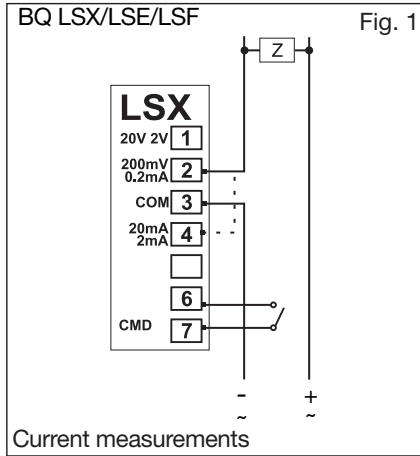 BQ LSX/LSE/LSF Fig. 1
Z
LSX
20V 2V 1
200mV 2
0.2mA
COM 3
20mA 4
2mA
6
CMD 7
- +
~ ~
Current measurements